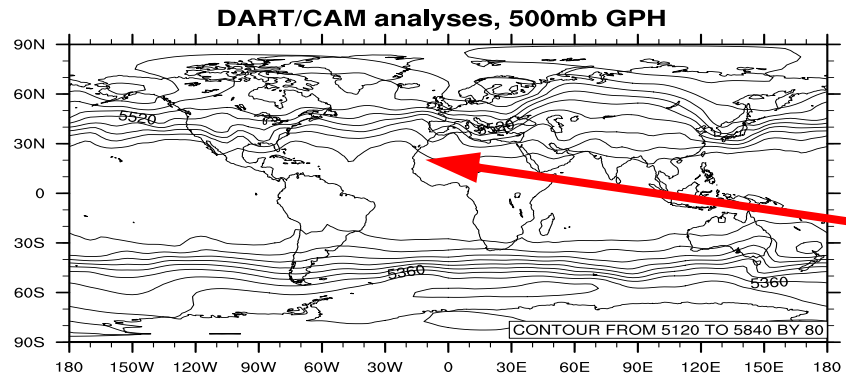 DART/CAM analyses, 500mb GPH
90N
60N
5520
5520
30N
0
30S
5360
5360
60S
CONTOUR FROM 5120 TO 5840 BY 80
90S
180 150W 120W 90W 60W 30W 0 30E 60E 90E 120E 150E 180